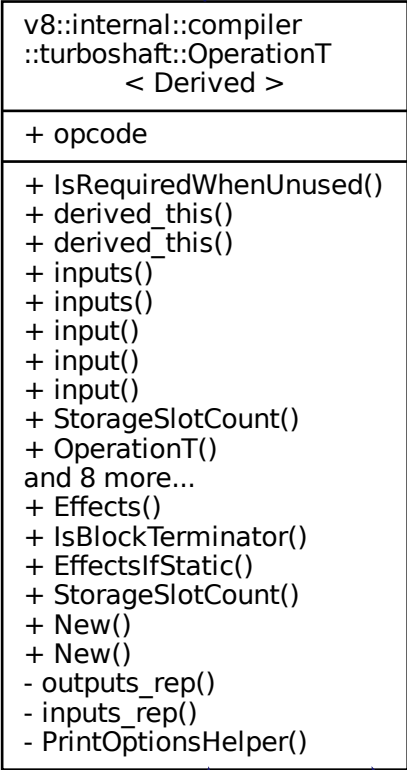 v8::internal::compiler
::turboshaft::OperationT
< Derived >
+ opcode
+ IsRequiredWhenUnused()
+ derived_this()
+ derived_this()
+ inputs()
+ inputs()
+ input()
+ input()
+ input()
+ StorageSlotCount()
+ OperationT()
and 8 more...
+ Effects()
+ IsBlockTerminator()
+ EffectsIfStatic()
+ StorageSlotCount()
+ New()
+ New()
- outputs_rep()
- inputs_rep()
- PrintOptionsHelper()